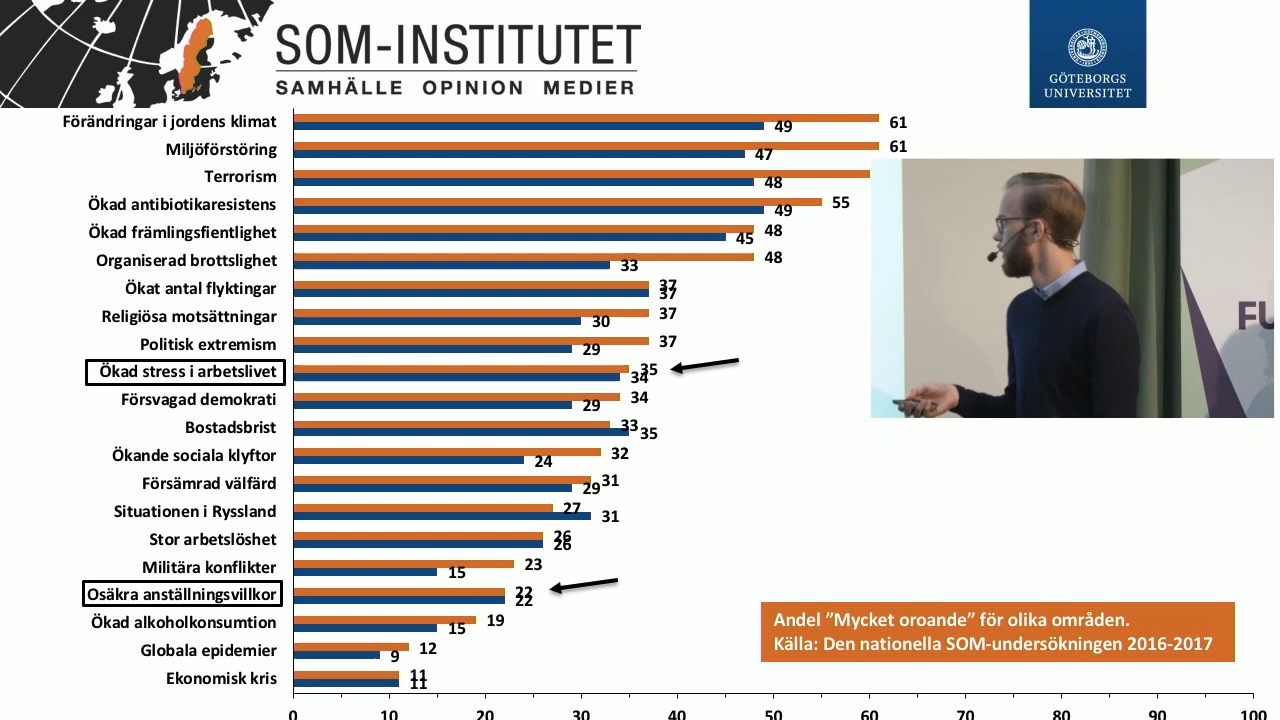 SOM-INSTITUTET
SAMHÄLLE OPINION MEDIER
GÖTEBORGS
UNIVERSITET
Förändringar i jordens klimat 61
49
Miljöförstöring 61
47
Terrorism
48
Ökad antibiotikaresistens 55
49
Ökad främlingsfientlighet 48
45
Organiserad brottslighet 48
33
Ökat antal flyktingar 37
37
Religiösa motsättningar 37
30
Politisk extremism 37
29
Ökad stress i arbetslivet 35
34
Försvagad demokrati 34
29
Bostadsbrist 33
35
Ökande sociala klyftor 32
24
Försämrad välfärd 31
29
Situationen i Ryssland 27
31
Stor arbetslöshet 26
26
Militära konflikter 23
15
Osäkra anställningsvillkor 22
22
Ökad alkoholkonsumtion 19
15
Globala epidemier 12
9
Ekonomisk kris 11
11
0 10 20 30 40 50 60 70 80 90 100
FU
Andel ”Mycket oroande” för olika områden.
Källa: Den nationella SOM-undersökningen 2016-2017